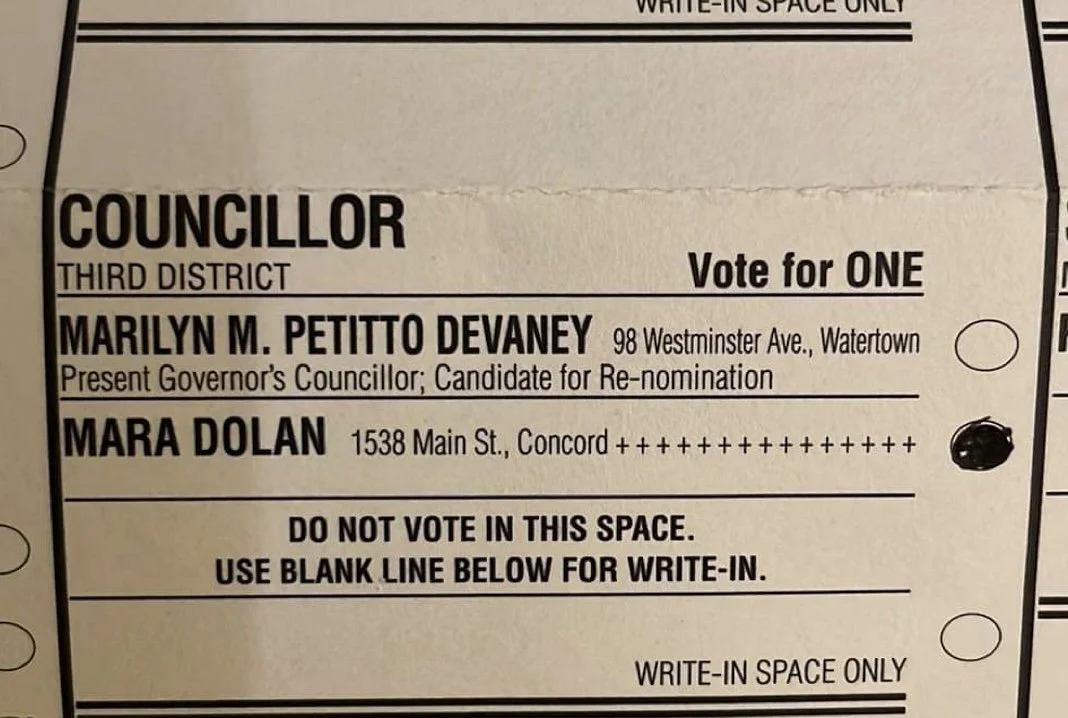 WRITE-IN SPACE ONLY
COUNCILLOR
THIRD DISTRICT Vote for ONE
MARILYN M. PETITTO DEVANEY 98 Westminster Ave., Watertown
Present Governor's Councillor; Candidate for Re-nomination
MARA DOLAN 1538 Main St., Concord +++++++++++++++
DO NOT VOTE IN THIS SPACE.
USE BLANK LINE BELOW FOR WRITE-IN.
WRITE-IN SPACE ONLY